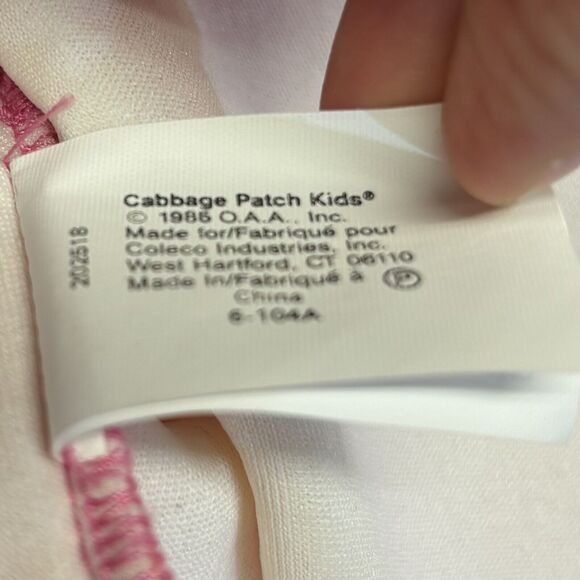 Cabbage Patch Kids®
© 1985 O.A.A., Inc.
Made for/Fabriqué pour
Coleco Industries, Inc.
West Hartford, CT 06110
Made In/Fabriqué à Ⓟ
China
6-104A
202518